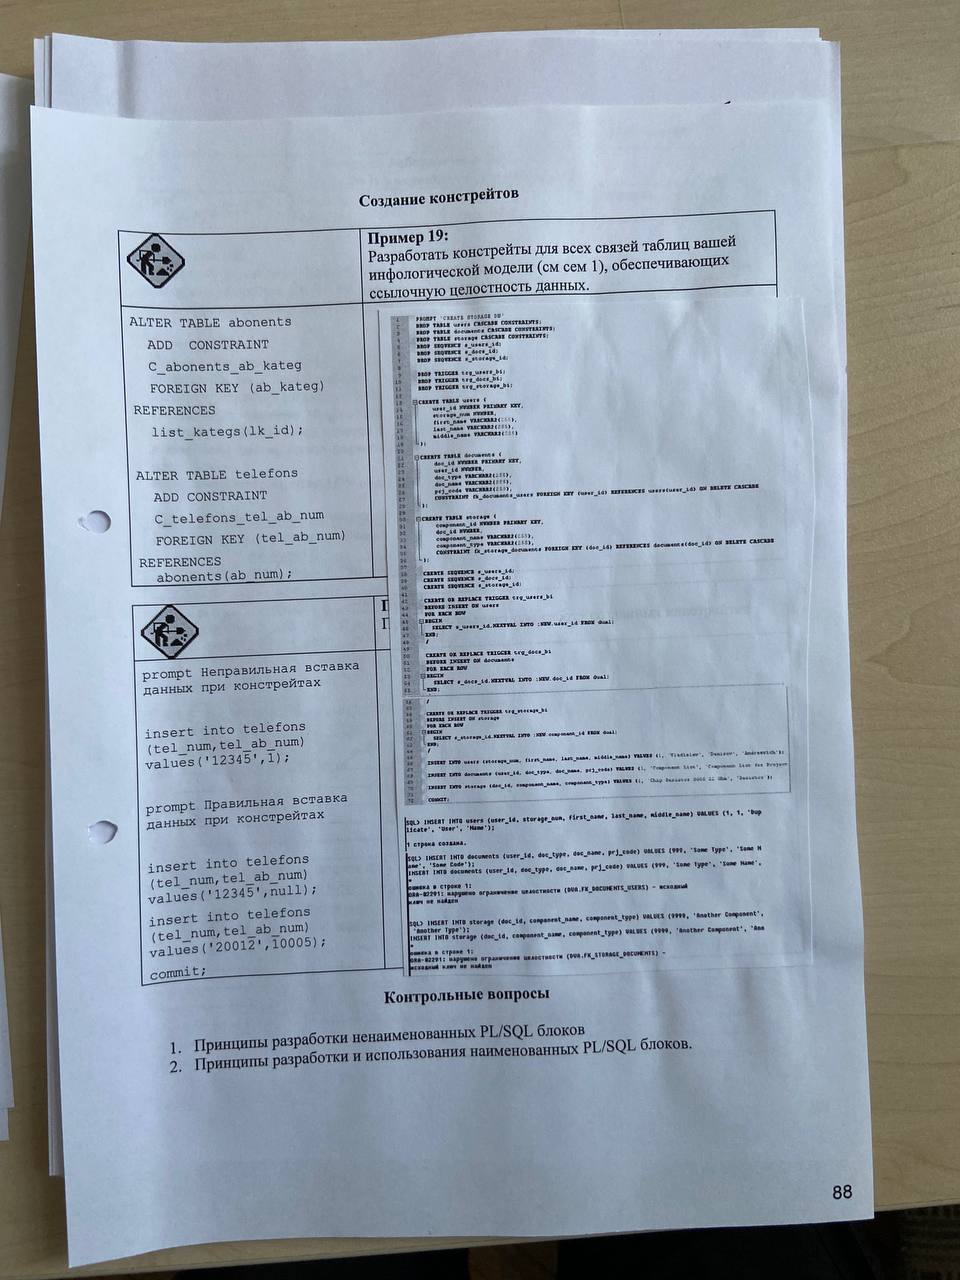 Создание констрейтов
Пример 19:
Разработать констрейты для всех связей таблиц вашей
инфологической модели (см сем 1), обеспечивающих
ссылочную целостность данных.
ALTER TABLE abonents
ADD CONSTRAINT
C_abonents_ab_kateg
FOREIGN KEY (ab_kateg)
REFERENCES
list_kategs(lk_id);
ALTER TABLE telefons
ADD CONSTRAINT
C_telefons_tel_ab_num
FOREIGN KEY (tel_ab_num)
REFERENCES
abonents(ab_num);
prompt Неправильная вставка
данных при констрейтах
insert into telefons
(tel_num,tel_ab_num)
values('12345',1);
prompt Правильная вставка
данных при констрейтах
insert into telefons
(tel_num,tel_ab_num)
values('12345',null);
insert into telefons
(tel_num,tel_ab_num)
values('20012',10005);
commit;
PROMPT 'CREATE STORAGE DB'
DROP TABLE users CASCADE CONSTRAINTS;
DROP TABLE documents CASCADE CONSTRAINTS;
DROP TABLE storage CASCADE CONSTRAINTS;
DROP SEQUENCE s_users_id;
DROP SEQUENCE s_docs_id;
DROP SEQUENCE s_storage_id;
DROP TRIGGER trg_users_bi;
DROP TRIGGER trg_docs_bi;
DROP TRIGGER trg_storage_bi;
CREATE TABLE users (
user_id NUMBER PRIMARY KEY,
storage_num NUMBER,
first_name VARCHAR2(255),
last_name VARCHAR2(255),
middle_name VARCHAR2(255)
);
CREATE TABLE documents (
doc_id NUMBER PRIMARY KEY,
user_id NUMBER,
doc_type VARCHAR2(255),
doc_name VARCHAR2(255),
prj_code VARCHAR2(255),
CONSTRAINT fk_documents_users FOREIGN KEY (user_id) REFERENCES users(user_id) ON DELETE CASCADE
);
CREATE TABLE storage (
component_id NUMBER PRIMARY KEY,
doc_id NUMBER,
component_name VARCHAR2(255),
component_type VARCHAR2(255),
CONSTRAINT fk_storage_documents FOREIGN KEY (doc_id) REFERENCES documents(doc_id) ON DELETE CASCADE
);
CREATE SEQUENCE s_users_id;
CREATE SEQUENCE s_docs_id;
CREATE SEQUENCE s_storage_id;
CREATE OR REPLACE TRIGGER trg_users_bi
BEFORE INSERT ON users
FOR EACH ROW
BEGIN
SELECT s_users_id.NEXTVAL INTO :NEW.user_id FROM dual;
END;
/
CREATE OR REPLACE TRIGGER trg_docs_bi
BEFORE INSERT ON documents
FOR EACH ROW
BEGIN
SELECT s_docs_id.NEXTVAL INTO :NEW.doc_id FROM dual;
END;
/
CREATE OR REPLACE TRIGGER trg_storage_bi
BEFORE INSERT ON storage
FOR EACH ROW
BEGIN
SELECT s_storage_id.NEXTVAL INTO :NEW.component_id FROM dual;
END;
/
INSERT INTO users (storage_num, first_name, last_name, middle_name) VALUES (1, 'Vladislav', 'Denisov', 'Andreevich');
INSERT INTO documents (user_id, doc_type, doc_name, prj_code) VALUES (1, 'Component List', 'Component List for Project
INSERT INTO storage (doc_id, component_name, component_type) VALUES (1, 'Chip Resistor
COMMIT;
SQL> INSERT INTO users (user_id, storage_num, first_name, last_name, middle_name) VALUES (1, 1, 'Dup
licate', 'User', 'Name');
1 строка создана.
SQL> INSERT INTO documents (user_id, doc_type, doc_name, prj_code) VALUES (999, 'Some Type', 'Some N
ame', 'Some Code');
INSERT INTO documents (user_id, doc_type, doc_name, prj_code) VALUES (999, 'Some Type', 'Some Name',
*
ошибка в строке 1:
ORA-02291: нарушено ограничение целостности (DVA.FK_DOCUMENTS_USERS) - исходный
ключ не найден
SQL> INSERT INTO storage (doc_id, component_name, component_type) VALUES (9999, 'Another Component',
'Another Type');
INSERT INTO storage (doc_id, component_name, component_type) VALUES (9999, 'Another Component', 'Ano
*
ошибка в строке 1:
ORA-02291: нарушено ограничение целостности (DVA.FK_STORAGE_DOCUMENTS) -
исходный ключ не найден
Контрольные вопросы
1. Принципы разработки ненаименованных PL/SQL блоков
2. Принципы разработки и использования наименованных PL/SQL блоков.
88